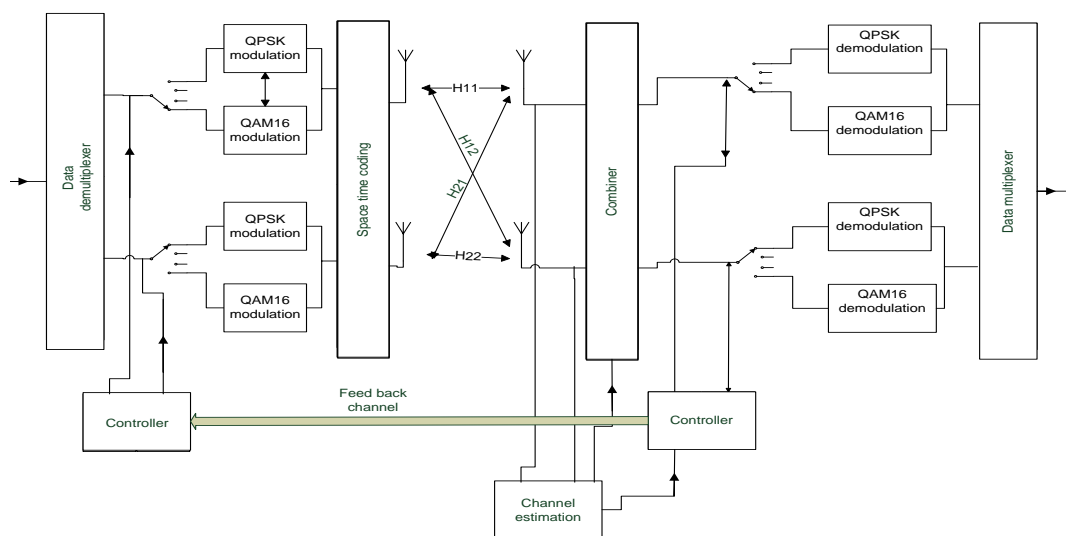 Data
demultiplexer
QPSK
modulation
QAM16
modulation
QPSK
modulation
QAM16
modulation
Space time coding
H11
H12
H21
H22
Combiner
QPSK
demodulation
QAM16
demodulation
QPSK
demodulation
QAM16
demodulation
Data multiplexer
Controller
Feed back
channel
Controller
Channel
estimation